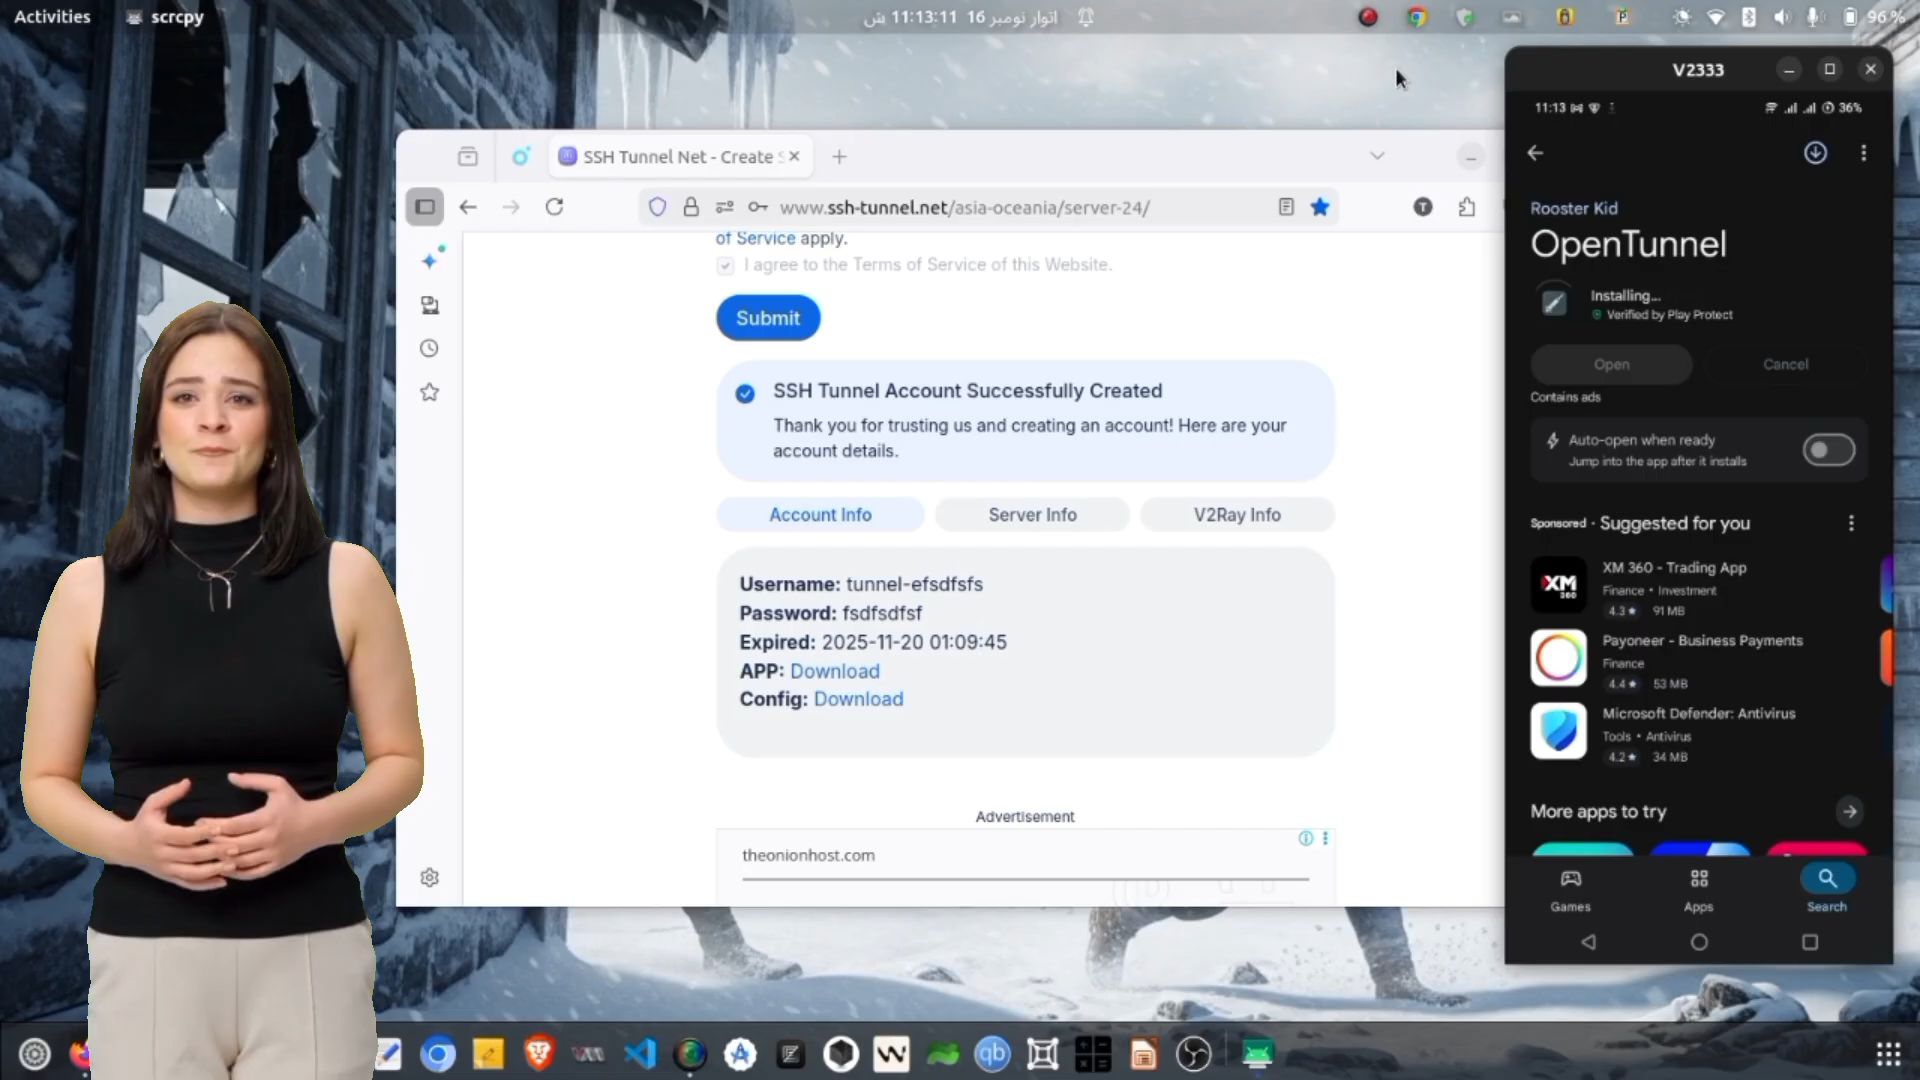 Activities
scrcpy
اتوار نومبر 16 11:13:11 ش
96 %
SSH Tunnel Net - Create S
www.ssh-tunnel.net/asia-oceania/server-24/
T
of Service apply.
I agree to the Terms of Service of this Website.
Submit
SSH Tunnel Account Successfully Created
Thank you for trusting us and creating an account! Here are your
account details.
Account Info
Server Info
V2Ray Info
Username: tunnel-efsdfsfs
Password: fsdfsdfsf
Expired: 2025-11-20 01:09:45
APP: Download
Config: Download
Advertisement
theonionhost.com
V2333
11:13
36%
Rooster Kid
OpenTunnel
Installing...
Verified by Play Protect
Open
Cancel
Contains ads
Auto-open when ready
Jump into the app after it installs
Sponsored · Suggested for you
XM
360
XM 360 - Trading App
Finance • Investment
4.3★ 91 MB
Payoneer - Business Payments
Finance
4.4★ 53 MB
Microsoft Defender: Antivirus
Tools • Antivirus
4.2★ 34 MB
More apps to try
Games
Apps
Search
qb